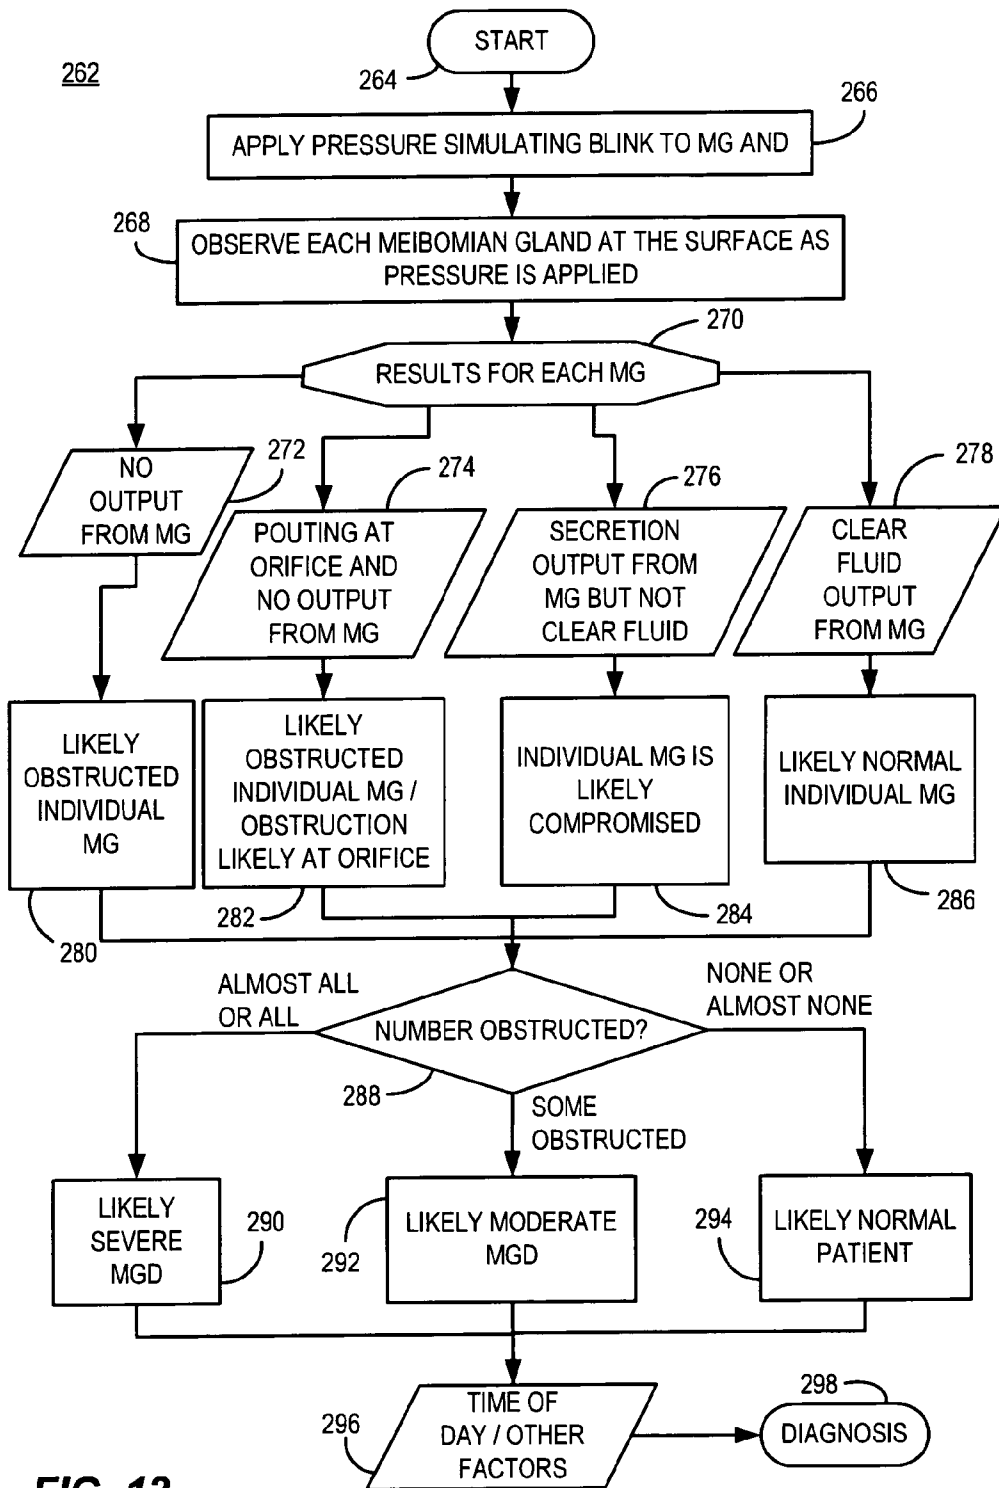 START
262
264
266
APPLY PRESSURE SIMULATING BLINK TO MG AND
268
OBSERVE EACH MEIBOMIAN GLAND AT THE SURFACE AS
PRESSURE IS APPLIED
270
RESULTS FOR EACH MG
272
NO
OUTPUT
FROM MG
274
POUTING AT
ORIFICE AND
NO OUTPUT
FROM MG
276
SECRETION
OUTPUT FROM
MG BUT NOT
CLEAR FLUID
278
CLEAR
FLUID
OUTPUT
FROM MG
LIKELY
OBSTRUCTED
INDIVIDUAL
MG
280
LIKELY
OBSTRUCTED
INDIVIDUAL MG /
OBSTRUCTION
LIKELY AT ORIFICE
282
INDIVIDUAL MG IS
LIKELY
COMPROMISED
284
LIKELY NORMAL
INDIVIDUAL MG
286
ALMOST ALL
OR ALL
NUMBER OBSTRUCTED?
NONE OR
ALMOST NONE
288
SOME
OBSTRUCTED
LIKELY
SEVERE
MGD
290
292
LIKELY MODERATE
MGD
294
LIKELY NORMAL
PATIENT
296
TIME OF
DAY / OTHER
FACTORS
298
DIAGNOSIS